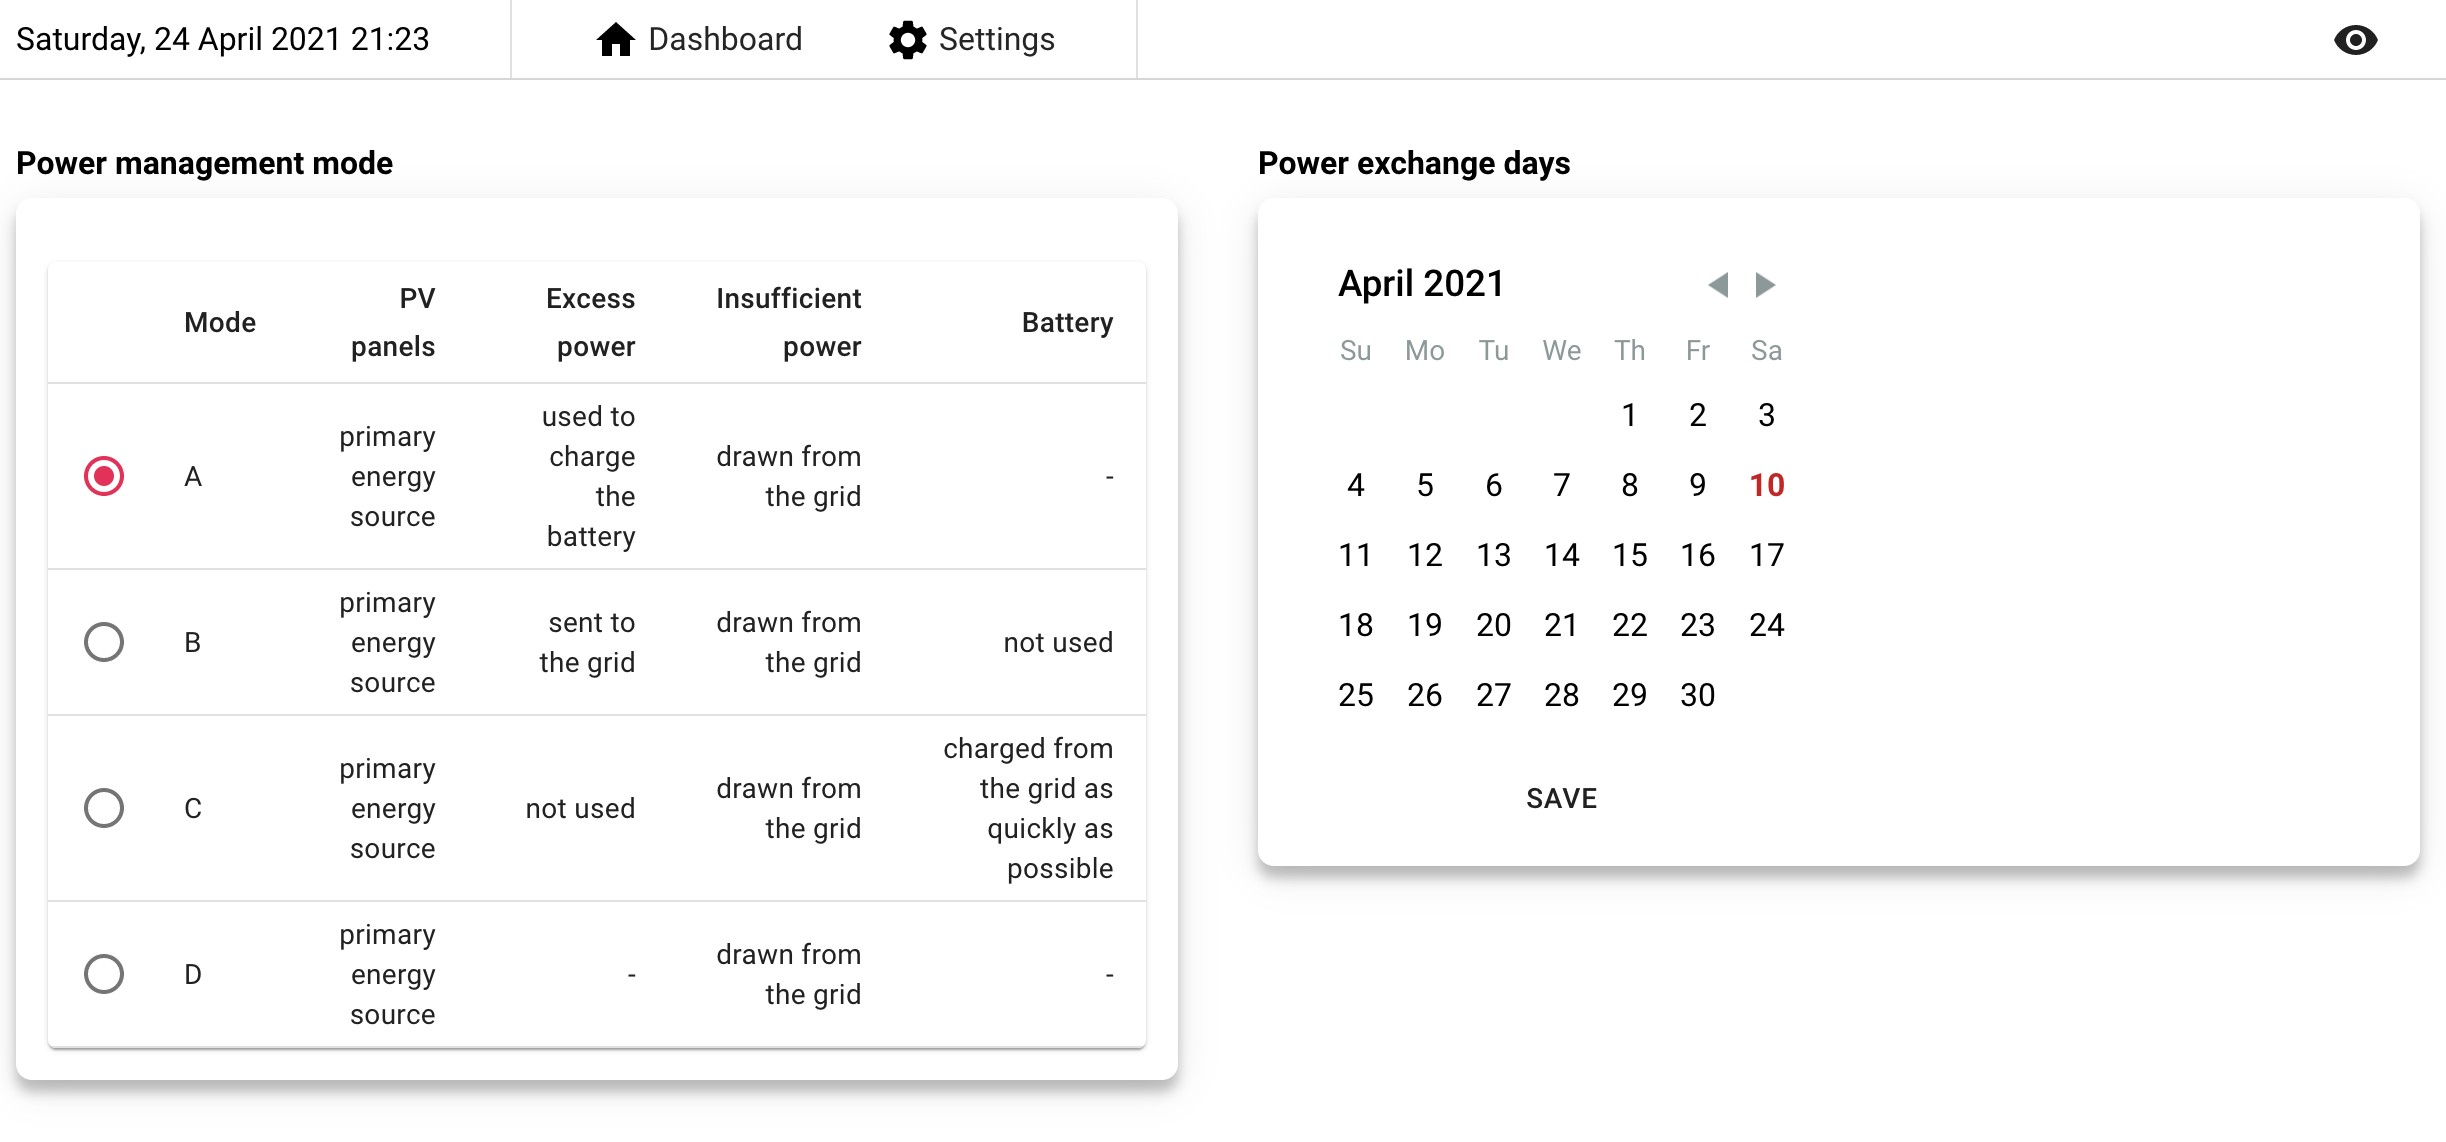 Saturday, 24 April 2021 21:23
Dashboard
Settings
Power management mode
Mode
PV
panels
Excess
power
Insufficient
power
Battery
A
primary
energy
source
used to
charge
the
battery
drawn from
the grid
-
B
primary
energy
source
sent to
the grid
drawn from
the grid
not used
C
primary
energy
source
not used
drawn from
the grid
charged from
the grid as
quickly as
possible
D
primary
energy
source
-
drawn from
the grid
-
Power exchange days
April 2021
Su Mo Tu We Th Fr Sa
1 2 3
4 5 6 7 8 9 10
11 12 13 14 15 16 17
18 19 20 21 22 23 24
25 26 27 28 29 30
SAVE